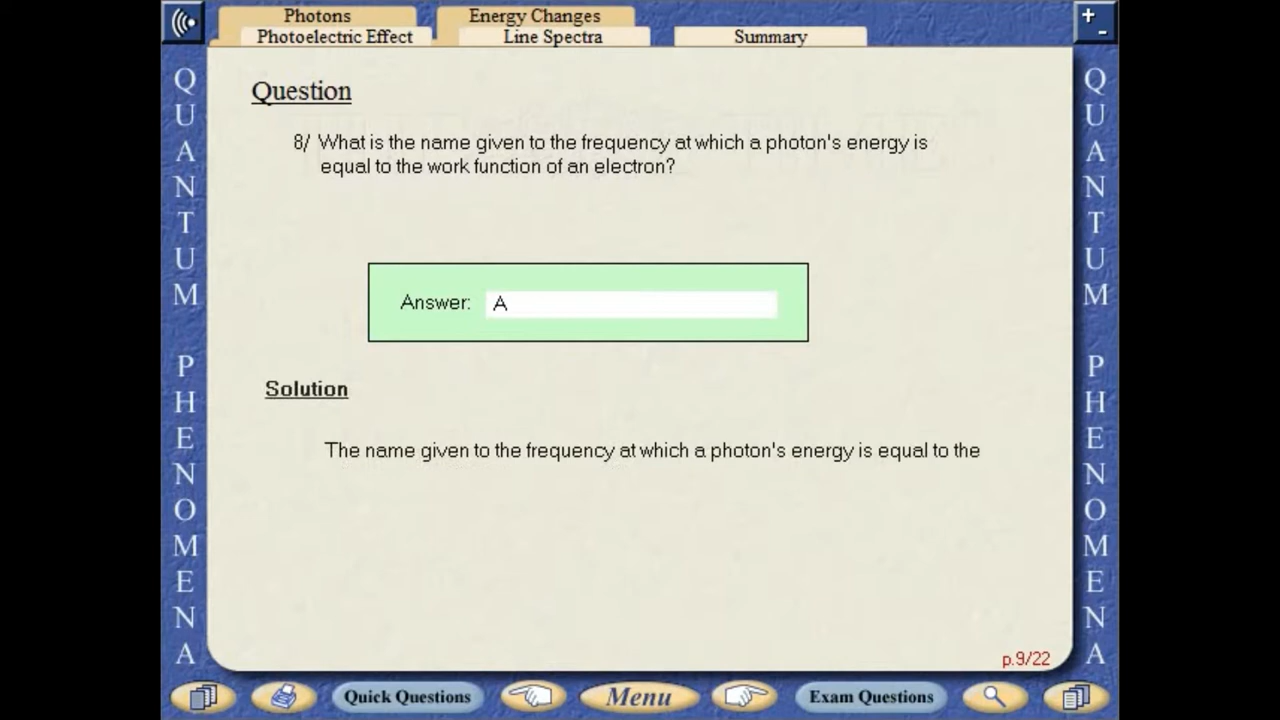 Photons
Energy Changes
Photoelectric Effect
Line Spectra
Summary
QUANTUM PHENOMENA
QUANTUM PHENOMENA
+ -
Question
8/ What is the name given to the frequency at which a photon's energy is
equal to the work function of an electron?
Answer: A
Solution
The name given to the frequency at which a photon's energy is equal to the
p.9/22
Quick Questions
Menu
Exam Questions